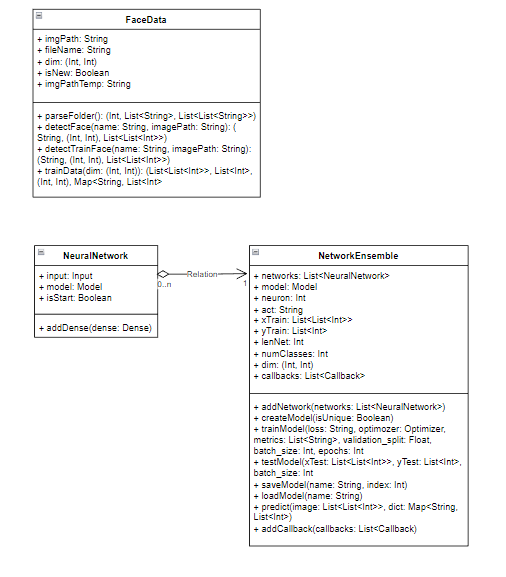 FaceData
+ imgPath: String
+ fileName: String
+ dim: (Int, Int)
+ isNew: Boolean
+ imgPathTemp: String
+ parseFolder(): (Int, List<String>, List<List<String>>)
+ detectFace(name: String, imagePath: String): (
String, (Int, Int), List<List<Int>>)
+ detectTrainFace(name: String, imagePath: String):
(String, (Int, Int), List<List<Int>>)
+ trainData(dim: (Int, Int)): (List<List<Int>>, List<Int>,
(Int, Int), Map<String, List<Int>
NeuralNetwork
+ input: Input
+ model: Model
+ isStart: Boolean
+ addDense(dense: Dense)
Relation
0..n
1
NetworkEnsemble
+ networks: List<NeuralNetwork>
+ model: Model
+ neuron: Int
+ act: String
+ xTrain: List<List<Int>>
+ yTrain: List<Int>
+ lenNet: Int
+ numClasses: Int
+ dim: (Int, Int)
+ callbacks: List<Callback>
+ addNetwork(networks: List<NeuralNetwork>)
+ createModel(isUnique: Boolean)
+ trainModel(loss: String, optimozer: Optimizer,
metrics: List<String>, validation_split: Float,
batch_size: Int, epochs: Int
+ testModel(xTest: List<List<Int>>, yTest: List<Int>,
batch_size: Int
+ saveModel(name: String, index: Int)
+ loadModel(name: String)
+ predict(image: List<List<Int>>, dict: Map<String,
List<Int>)
+ addCallback(callbacks: List<Callback)